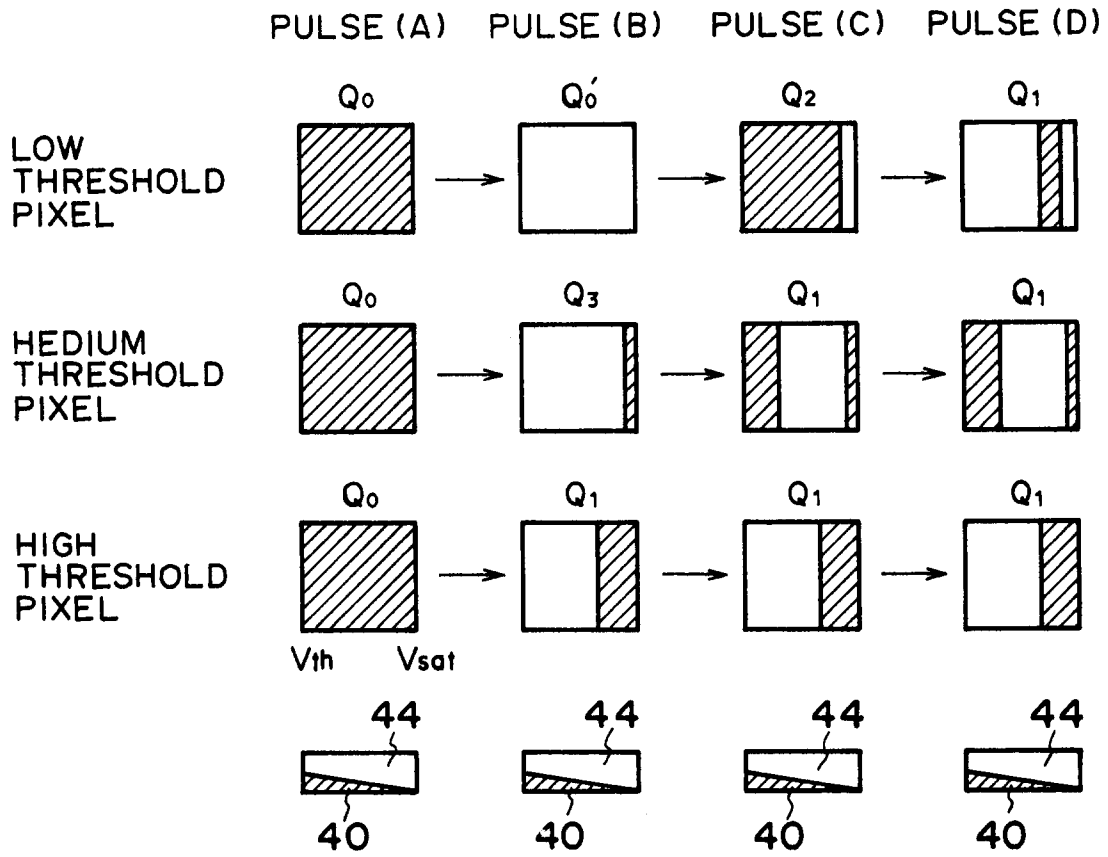 PULSE (A) PULSE (B) PULSE (C) PULSE (D)
Q0 Q0′ Q2 Q1
LOW
THRESHOLD
PIXEL
Q0 Q3 Q1 Q1
HEDIUM
THRESHOLD
PIXEL
Q0 Q1 Q1 Q1
HIGH
THRESHOLD
PIXEL
Vth Vsat
44 44 44 44
40 40 40 40